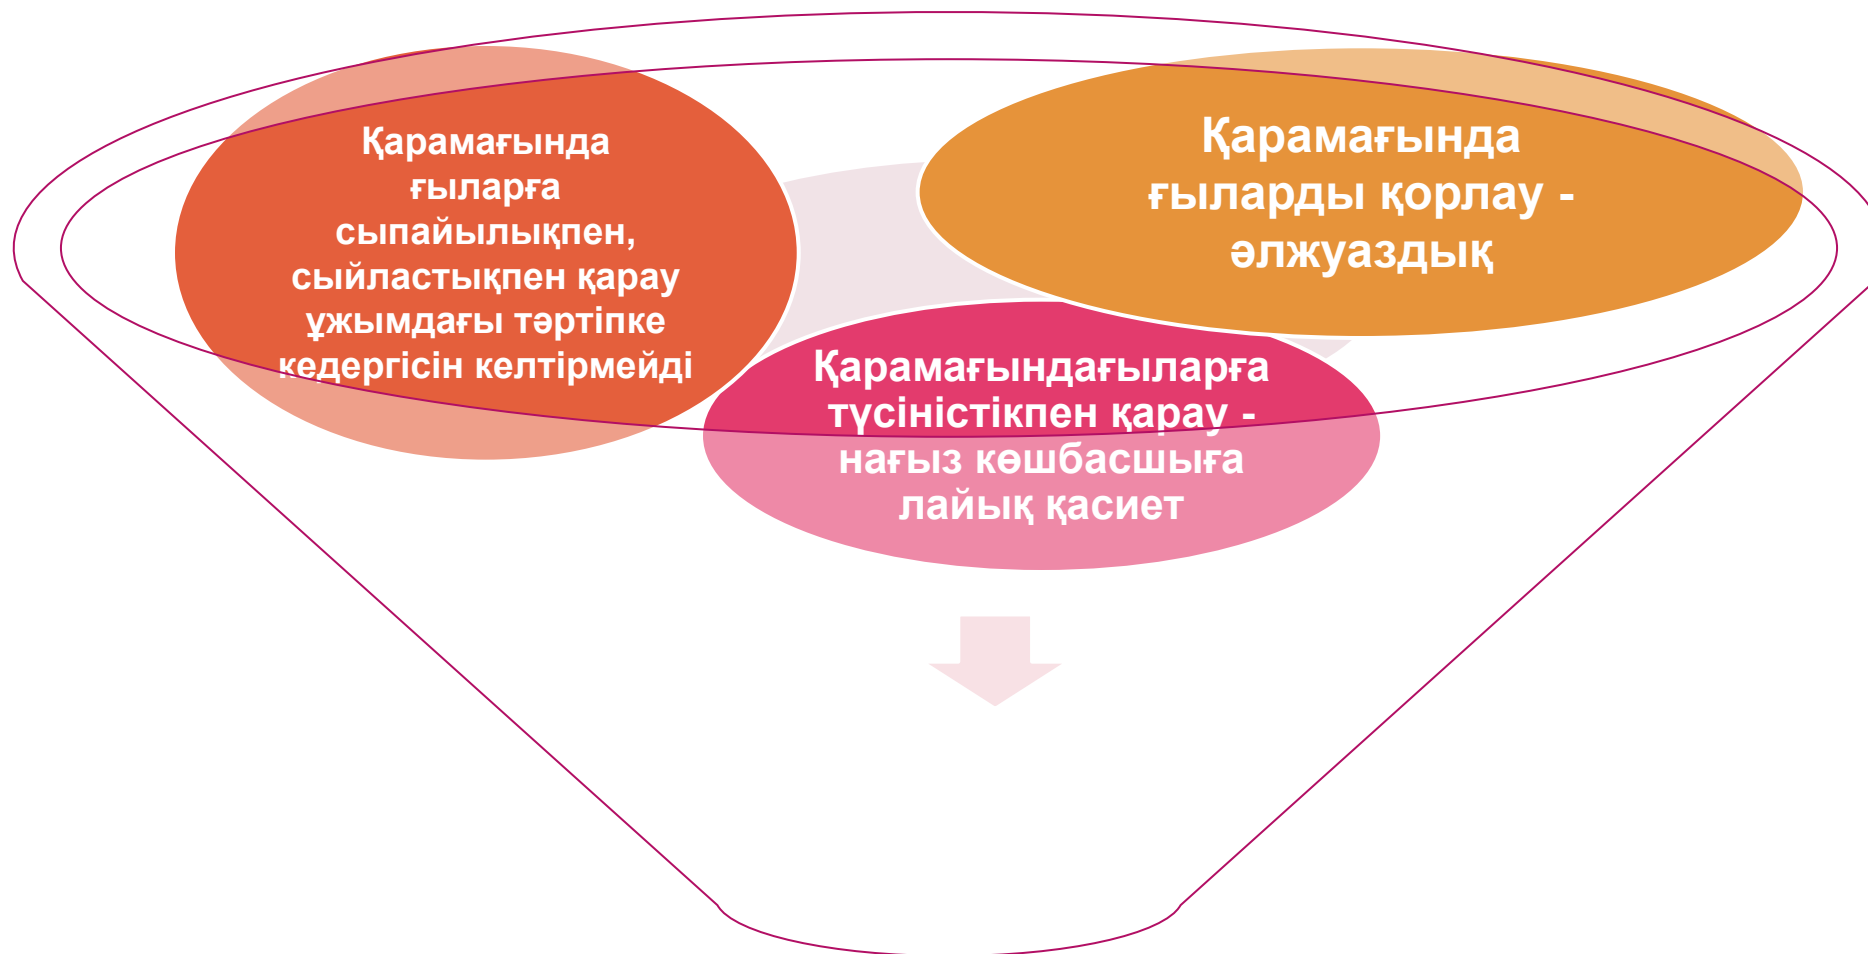 Қарамағында
ғыларға
сыпайылықпен,
сыйластықпен қарау
ұжымдағы тәртіпке
кедергісін келтірмейді
Қарамағында
ғыларды қорлау -
әлжуаздық
Қарамағындағыларға
түсіністікпен қарау -
нағыз көшбасшыға
лайық қасиет